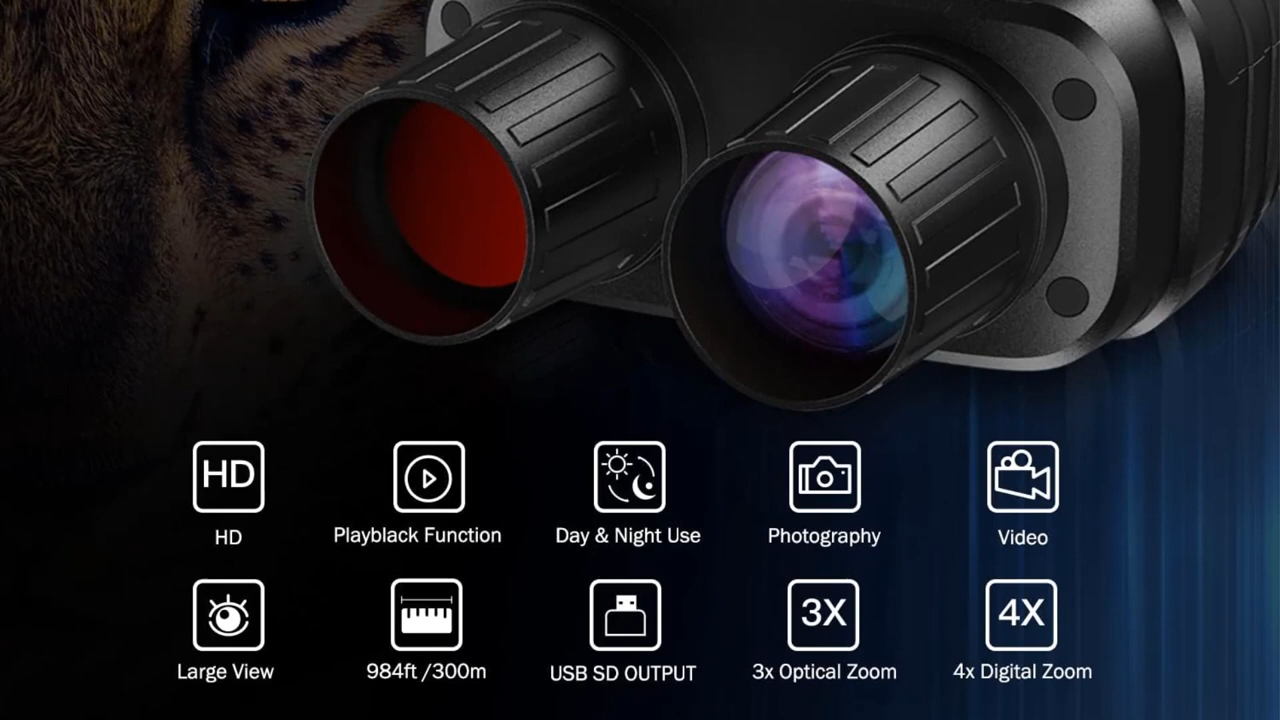 HD
HD
Playblack Function
Day & Night Use
Photography
Video
Large View
984ft /300m
USB SD OUTPUT
3X
3x Optical Zoom
4X
4x Digital Zoom